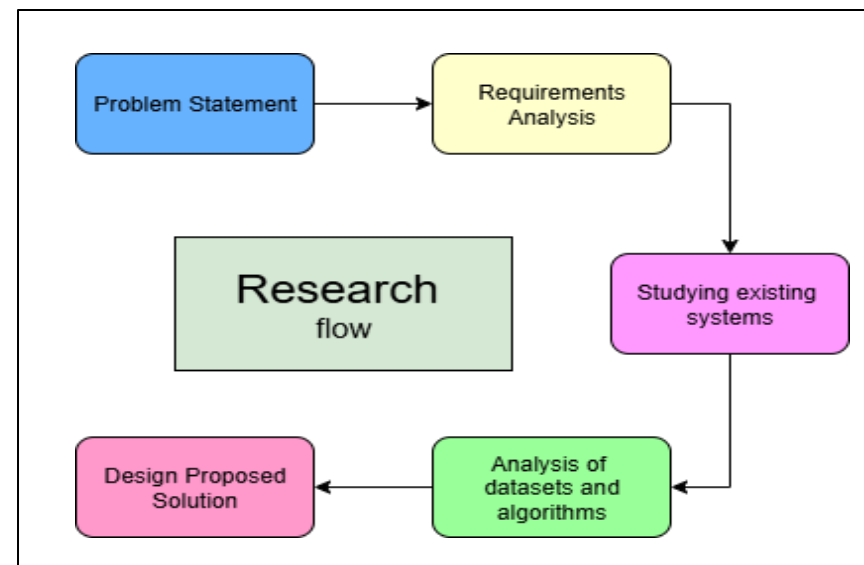 Problem Statement
Requirements
Analysis
Studying existing
systems
Research
flow
Analysis of
datasets and
algorithms
Design Proposed
Solution